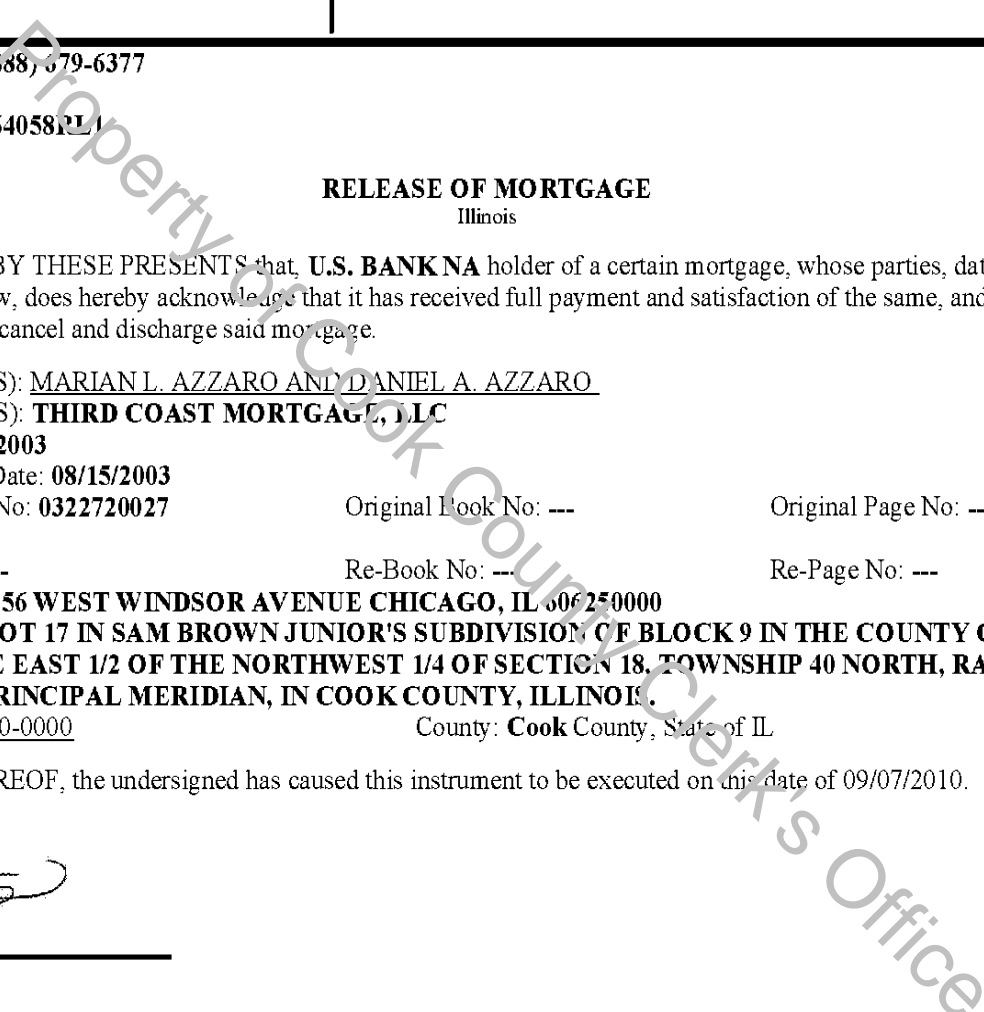 88) 679-6377
54058RL1
RELEASE OF MORTGAGE
Illinois
BY THESE PRESENTS that, U.S. BANK NA holder of a certain mortgage, whose parties, dat
w, does hereby acknowledge that it has received full payment and satisfaction of the same, and
cancel and discharge said mortgage.
S): MARIAN L. AZZARO AND DANIEL A. AZZARO
S): THIRD COAST MORTGAGE, LLC
2003
Date: 08/15/2003
No: 0322720027 Original Book No: --- Original Page No: --
- Re-Book No: --- Re-Page No: ---
56 WEST WINDSOR AVENUE CHICAGO, IL 606250000
OT 17 IN SAM BROWN JUNIOR'S SUBDIVISION OF BLOCK 9 IN THE COUNTY
E EAST 1/2 OF THE NORTHWEST 1/4 OF SECTION 18, TOWNSHIP 40 NORTH, RA
RINCIPAL MERIDIAN, IN COOK COUNTY, ILLINOIS.
0-0000 County: Cook County, State of IL
REOF, the undersigned has caused this instrument to be executed on this date of 09/07/2010.
Property of Cook County Clerk's Office